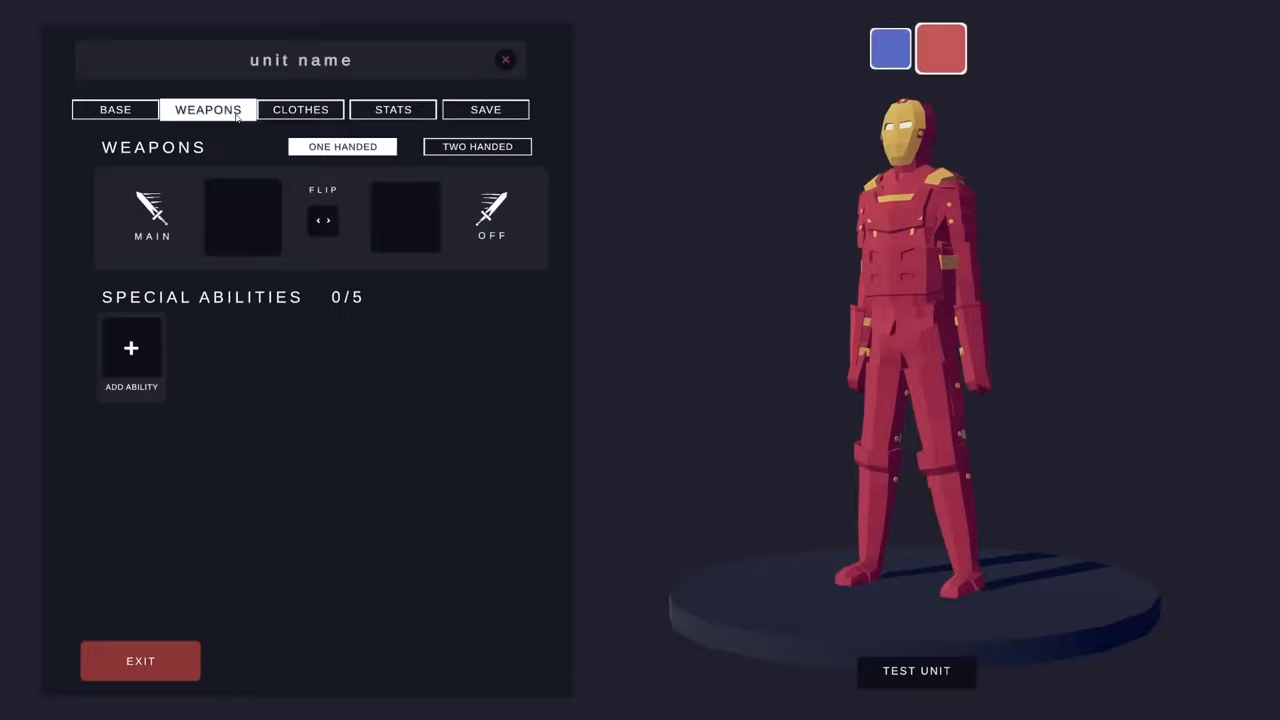 unit name
BASE WEAPONS CLOTHES STATS SAVE
WEAPONS ONE HANDED TWO HANDED
FLIP
MAIN OFF
SPECIAL ABILITIES 0/5
+
ADD ABILITY
EXIT
TEST UNIT